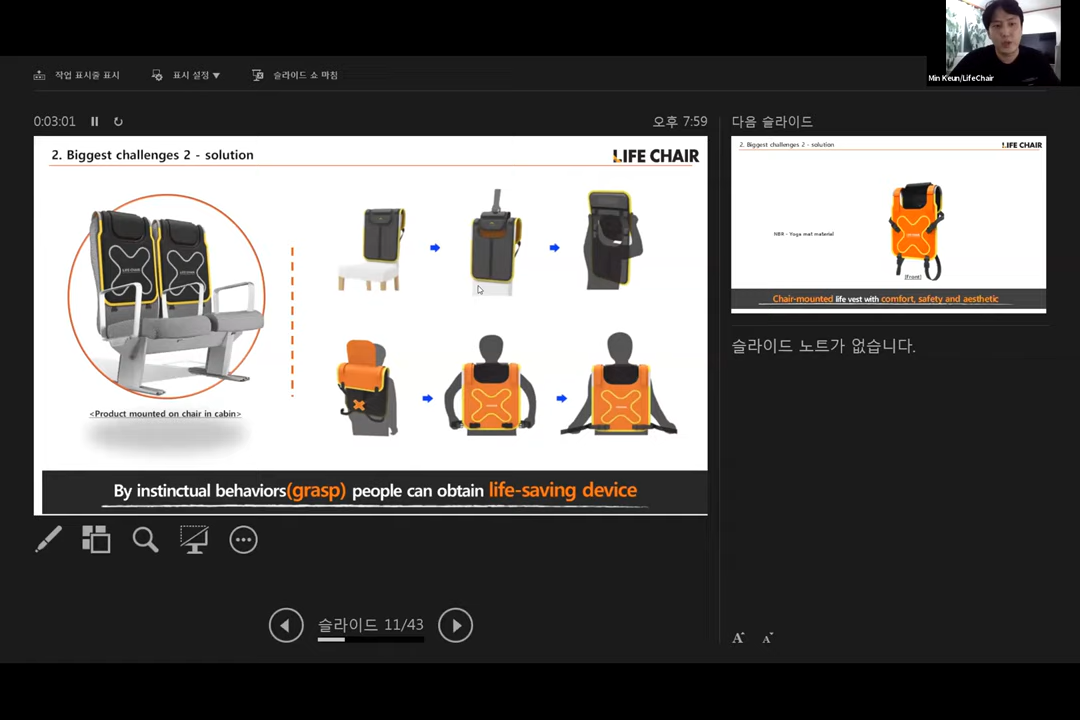 Min Keun/LifeChair
작업 표시줄 표시
표시 설정 ▼
슬라이드 쇼 마침
0:03:01
오후 7:59
다음 슬라이드
2. Biggest challenges 2 - solution
LIFE CHAIR
<Product mounted on chair in cabin>
By instinctual behaviors(grasp) people can obtain life-saving device
2. Biggest challenges 2 - solution
LIFE CHAIR
NBR - Yoga mat material
(Front)
Chair-mounted life vest with comfort, safety and aesthetic
슬라이드 노트가 없습니다.
슬라이드 11/43